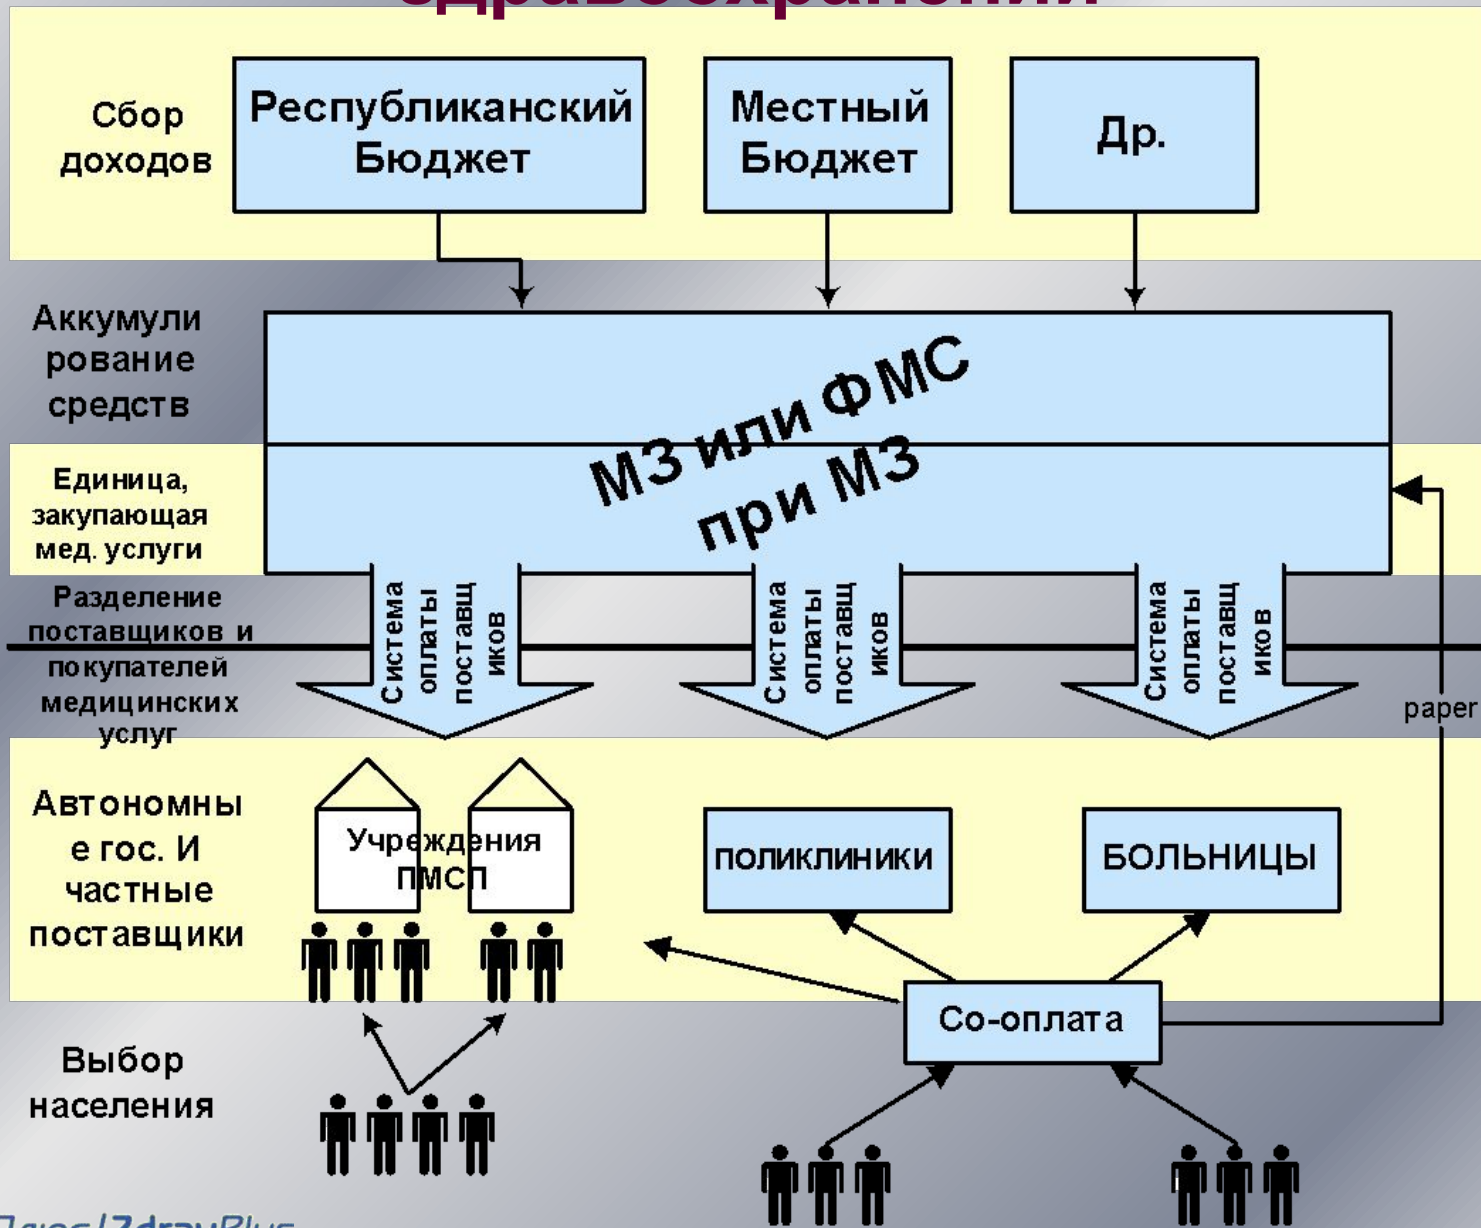 здравоохранения
Сбор
доходов
Республиканский
Бюджет
Местный
Бюджет
Др.
Аккумули
рование
средств
МЗ или ФМС
при МЗ
Единица,
закупающая
мед. услуги
Разделение
поставщиков и
покупателей
медицинских
услуг
Система
оплаты
поставщ
иков
Система
оплаты
поставщ
иков
Система
оплаты
поставщ
иков
paper
Автономны
е гос. И
частные
поставщики
Учреждения
ПМСП
ПОЛИКЛИНИКИ
БОЛЬНИЦЫ
Со-оплата
Выбор
населения
ZdravPlus